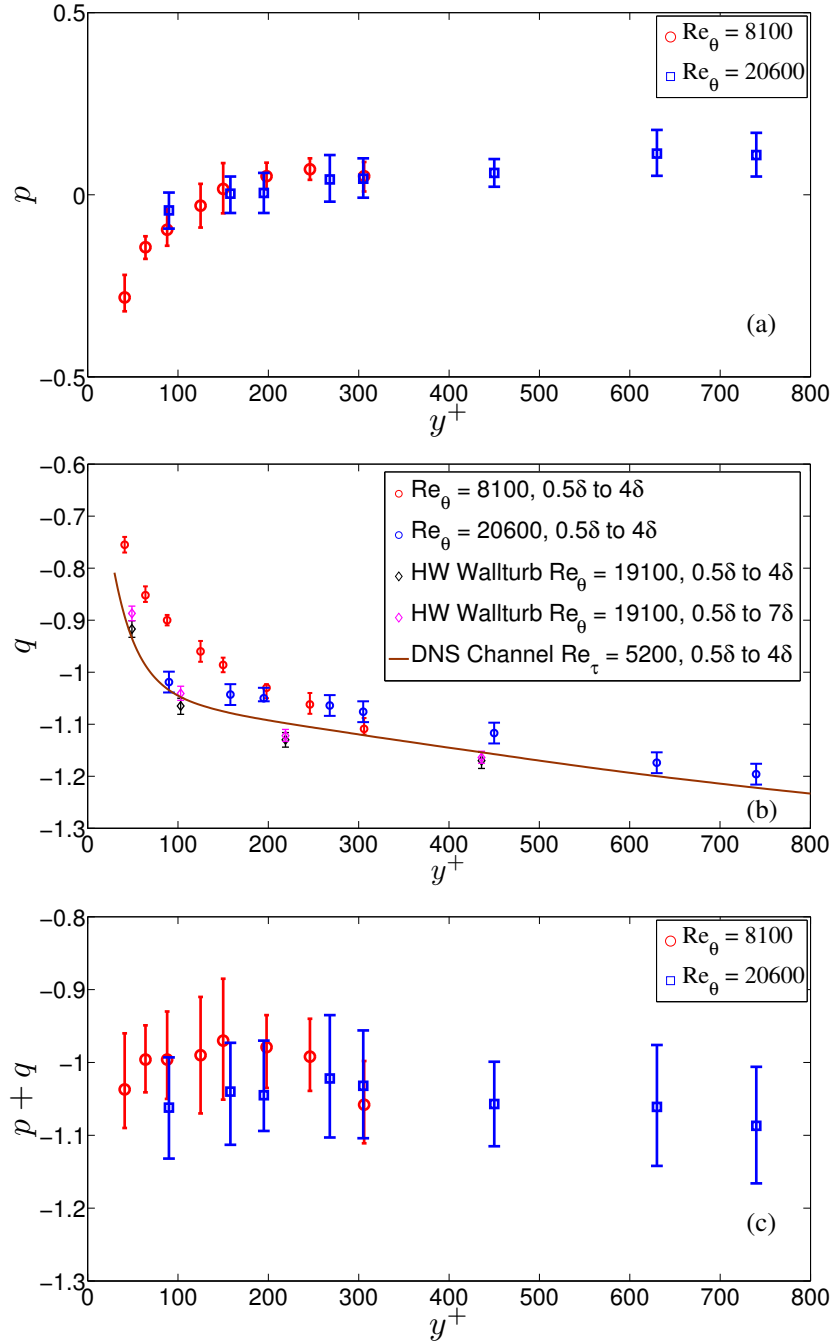 0.5
Re_θ = 8100
Re_θ = 20600
p
0
(a)
−0.5
0 100 200 300 400 500 600 700 800
y⁺
−0.6
Re_θ = 8100, 0.5δ to 4δ
−0.7
Re_θ = 20600, 0.5δ to 4δ
−0.8
HW Wallturb Re_θ = 19100, 0.5δ to 4δ
−0.9
HW Wallturb Re_θ = 19100, 0.5δ to 7δ
q
−1
DNS Channel Re_τ = 5200, 0.5δ to 4δ
−1.1
−1.2
(b)
−1.3
0 100 200 300 400 500 600 700 800
y⁺
−0.8
Re_θ = 8100
Re_θ = 20600
−0.9
−1
p + q
−1.1
−1.2
(c)
−1.3
0 100 200 300 400 500 600 700 800
y⁺